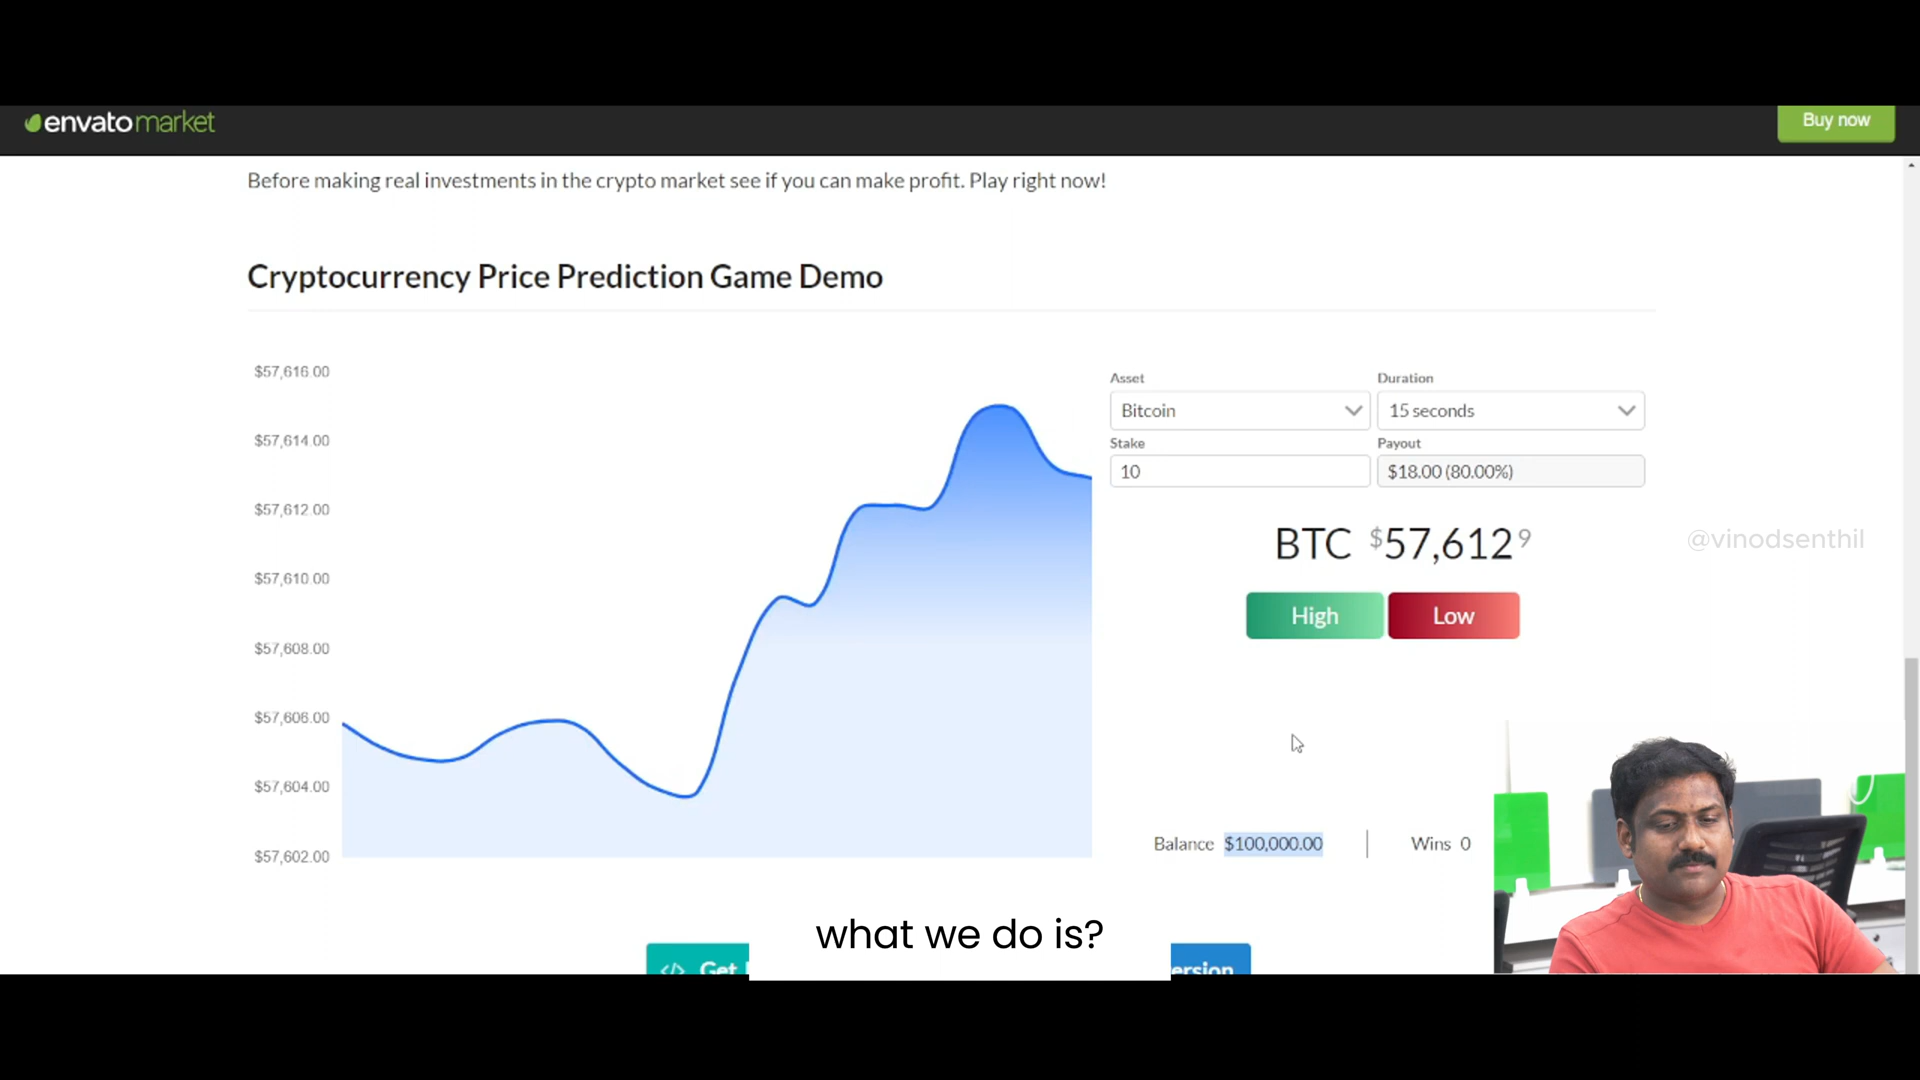 envatomarket
Buy now
Before making real investments in the crypto market see if you can make profit. Play right now!
Cryptocurrency Price Prediction Game Demo
$57,616.00
$57,614.00
$57,612.00
$57,610.00
$57,608.00
$57,606.00
$57,604.00
$57,602.00
Asset
Duration
Bitcoin
15 seconds
Stake
Payout
10
$18.00 (80.00%)
BTC $57,612 9
@vinodsenthil
High
Low
Balance $100,000.00
Wins 0
what we do is?
</> Get
ersion